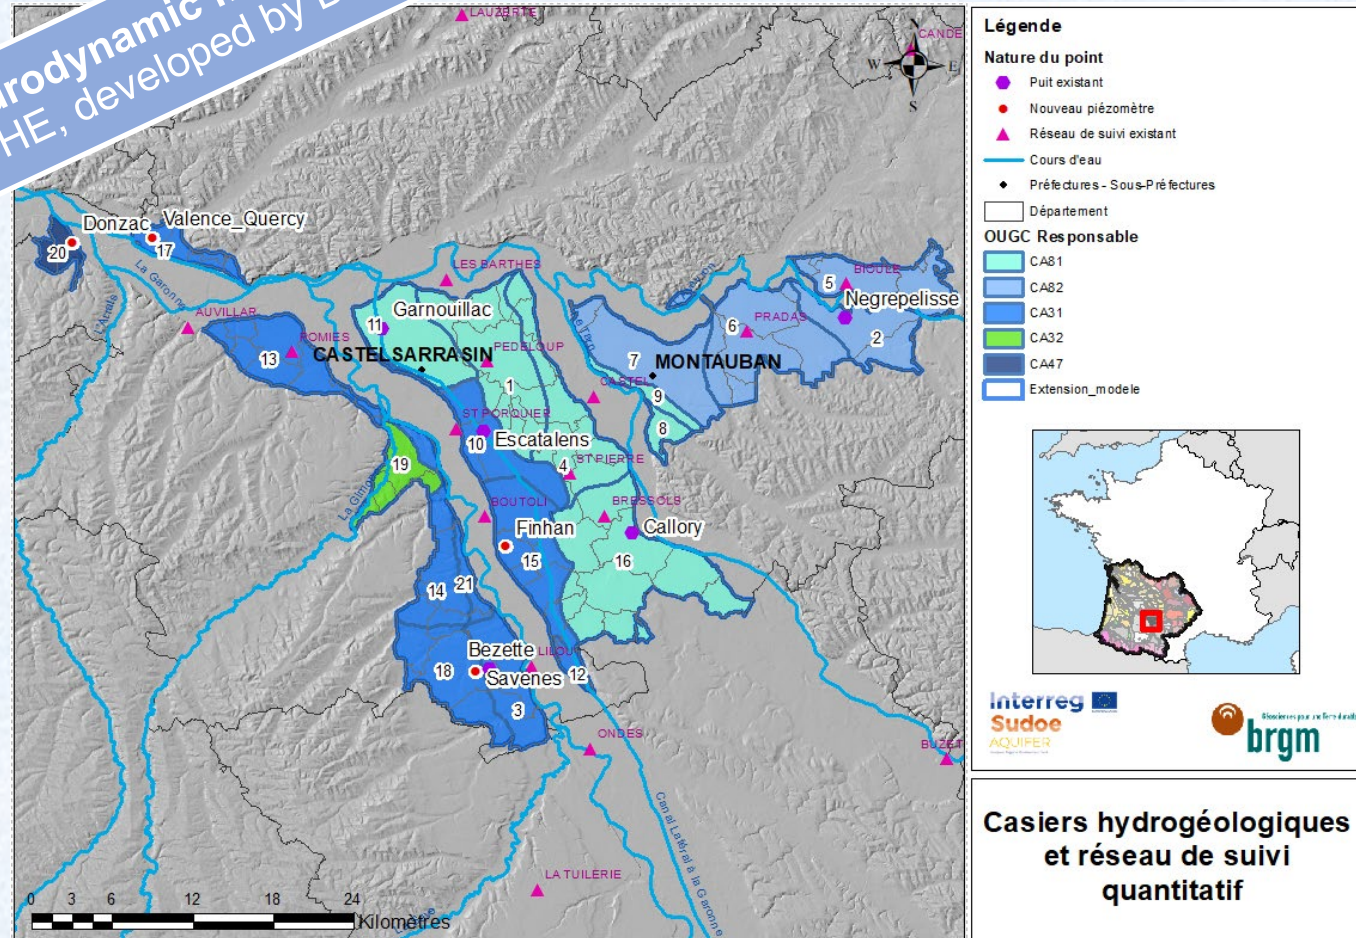 HE, developed by
LAUZERTE
N
W
E
S
Donzac
Valence_Quercy
20
17
La Garonne
L'Arrats
LES BARTHES
AUVILLAR
POMIES
13
11
Garnouillac
CASTELSARRASIN
PEDELOUP
1
Le Tarn
CASTEL
7
MONTAUBAN
9
8
6
PRADAS
5
BIOULE
Negrepelisse
2
ST PORQUIER
10
Escatalens
4
ST PIERRE
19
BOUTOLI
BRESSOLS
Callory
Finhan
15
16
14
21
Bezette
18
Savenes
12
3
ONDES
Canal Latéral à la Garonne
LA TUILERIE
0 3 6 12 18 24
Kilomètres
Légende
Nature du point
Puit existant
Nouveau piézomètre
Réseau de suivi existant
Cours d'eau
Préfectures - Sous-Préfectures
Département
OUGC Responsable
CA81
CA82
CA31
CA32
CA47
Extension_modele
Interreg
Sudoe
AQUIFER
brgm
Casiers hydrogéologiques
et réseau de suivi
quantitatif